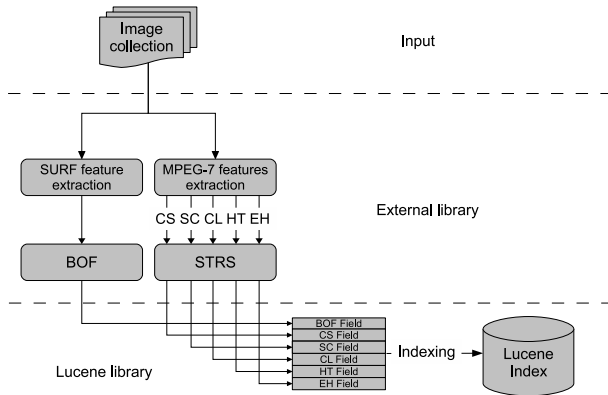 Image
collection
Input
SURF feature
extraction
MPEG-7 features
extraction
CS SC CL HT EH
External library
BOF
STRS
BOF Field
CS Field
SC Field
CL Field
HT Field
EH Field
Indexing
Lucene
Index
Lucene library